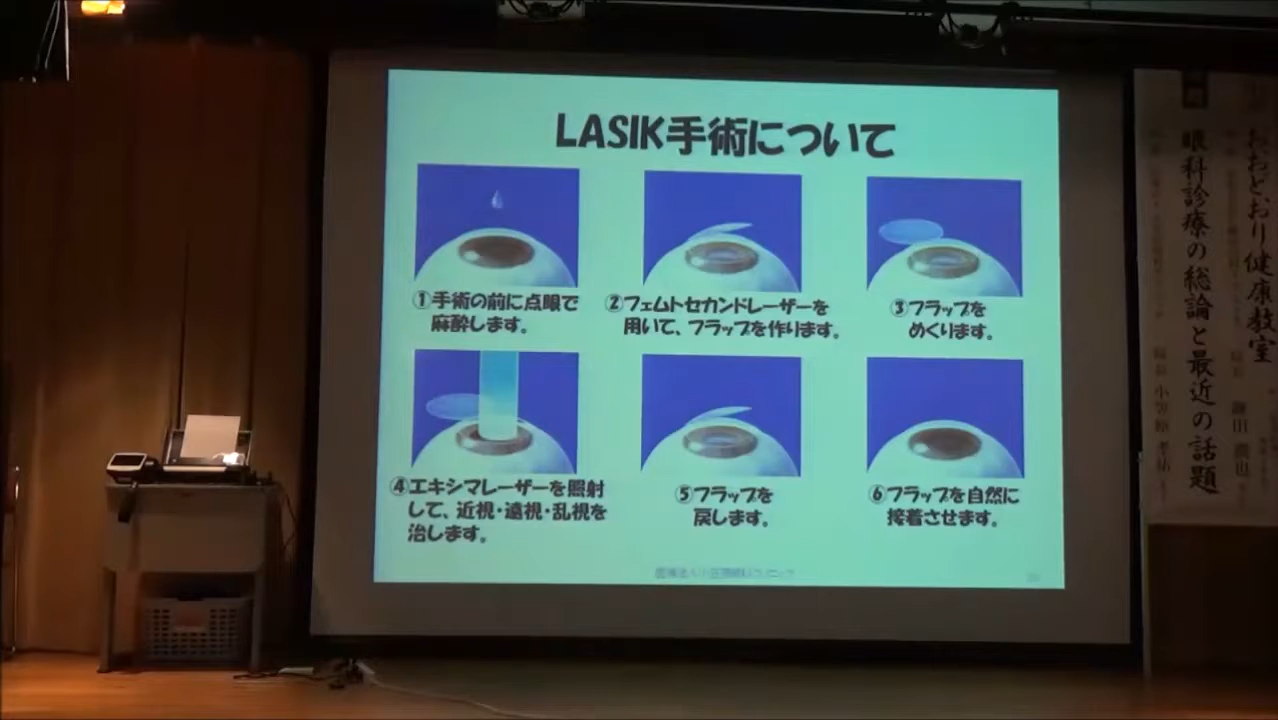 LASIK手術について
①手術の前に点眼で
麻酔します。
②フェムトセカンドレーザーを
用いて、フラップを作ります。
③フラップを
めくります。
④エキシマレーザーを照射
して、近視・遠視・乱視を
治します。
⑤フラップを
戻します。
⑥フラップを自然に
接着させます。
おおどおり健康教室
眼科診療の総論と最近の話題